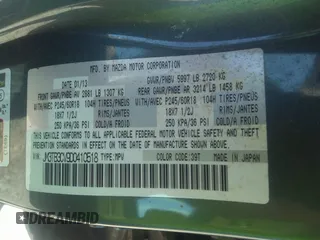 MFD BY MAZDA MOTOR CORPORATION
DATE 01/13 GVWR/PNBV 5997 LB 2720 KG
FRONT GAWR/PNBE AV 2881 LB 1307 KG REAR GAWR/PNBE AR 3214 LB 1458 KG
WITH/AVEC P245/60R18 104H TIRES/PNEUS WITH/AVEC P245/60R18 104H TIRES/PNEUS
18X7 1/2J RIMS/JANTES 18X7 1/2J RIMS/JANTES
250 KPA/36 PSI COLD/A FROID 250 KPA/36 PSI COLD/A FROID
THIS VEHICLE CONFORMS TO ALL APPLICABLE FEDERAL MOTOR VEHICLE SAFETY
AND THEFT PREVENTION STANDARDS IN EFFECT ON THE DATE OF
MANUFACTURE SHOWN ABOVE.
TYPE:MPV COLOR CODE:39T MADE IN JAPAN
AUTOBIDMASTER